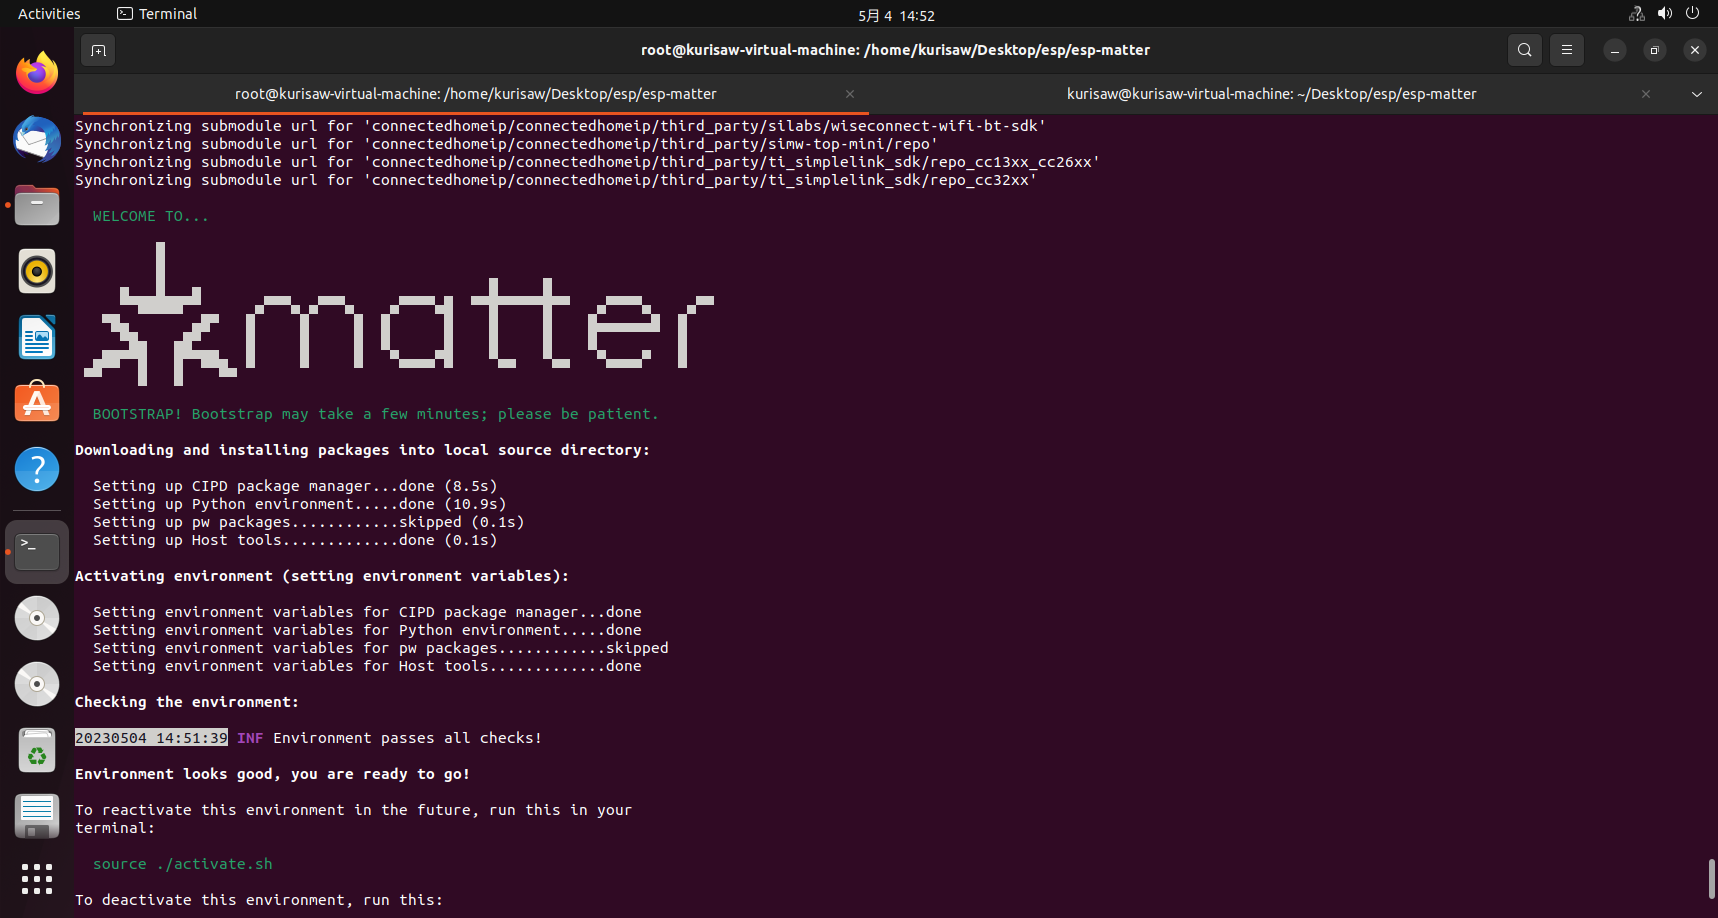 Activities
Terminal
5月 4 14:52
root@kurisaw-virtual-machine: /home/kurisaw/Desktop/esp/esp-matter
root@kurisaw-virtual-machine: /home/kurisaw/Desktop/esp/esp-matter
kurisaw@kurisaw-virtual-machine: ~/Desktop/esp/esp-matter
Synchronizing submodule url for 'connectedhomeip/connectedhomeip/third_party/silabs/wiseconnect-wifi-bt-sdk'
Synchronizing submodule url for 'connectedhomeip/connectedhomeip/third_party/simw-top-mini/repo'
Synchronizing submodule url for 'connectedhomeip/connectedhomeip/third_party/ti_simplelink_sdk/repo_cc13xx_cc26xx'
Synchronizing submodule url for 'connectedhomeip/connectedhomeip/third_party/ti_simplelink_sdk/repo_cc32xx'
WELCOME TO...
matter
BOOTSTRAP! Bootstrap may take a few minutes; please be patient.
Downloading and installing packages into local source directory:
Setting up CIPD package manager...done (8.5s)
Setting up Python environment.....done (10.9s)
Setting up pw packages............skipped (0.1s)
Setting up Host tools.............done (0.1s)
Activating environment (setting environment variables):
Setting environment variables for CIPD package manager...done
Setting environment variables for Python environment.....done
Setting environment variables for pw packages............skipped
Setting environment variables for Host tools.............done
Checking the environment:
20230504 14:51:39 INF Environment passes all checks!
Environment looks good, you are ready to go!
To reactivate this environment in the future, run this in your
terminal:
source ./activate.sh
To deactivate this environment, run this: